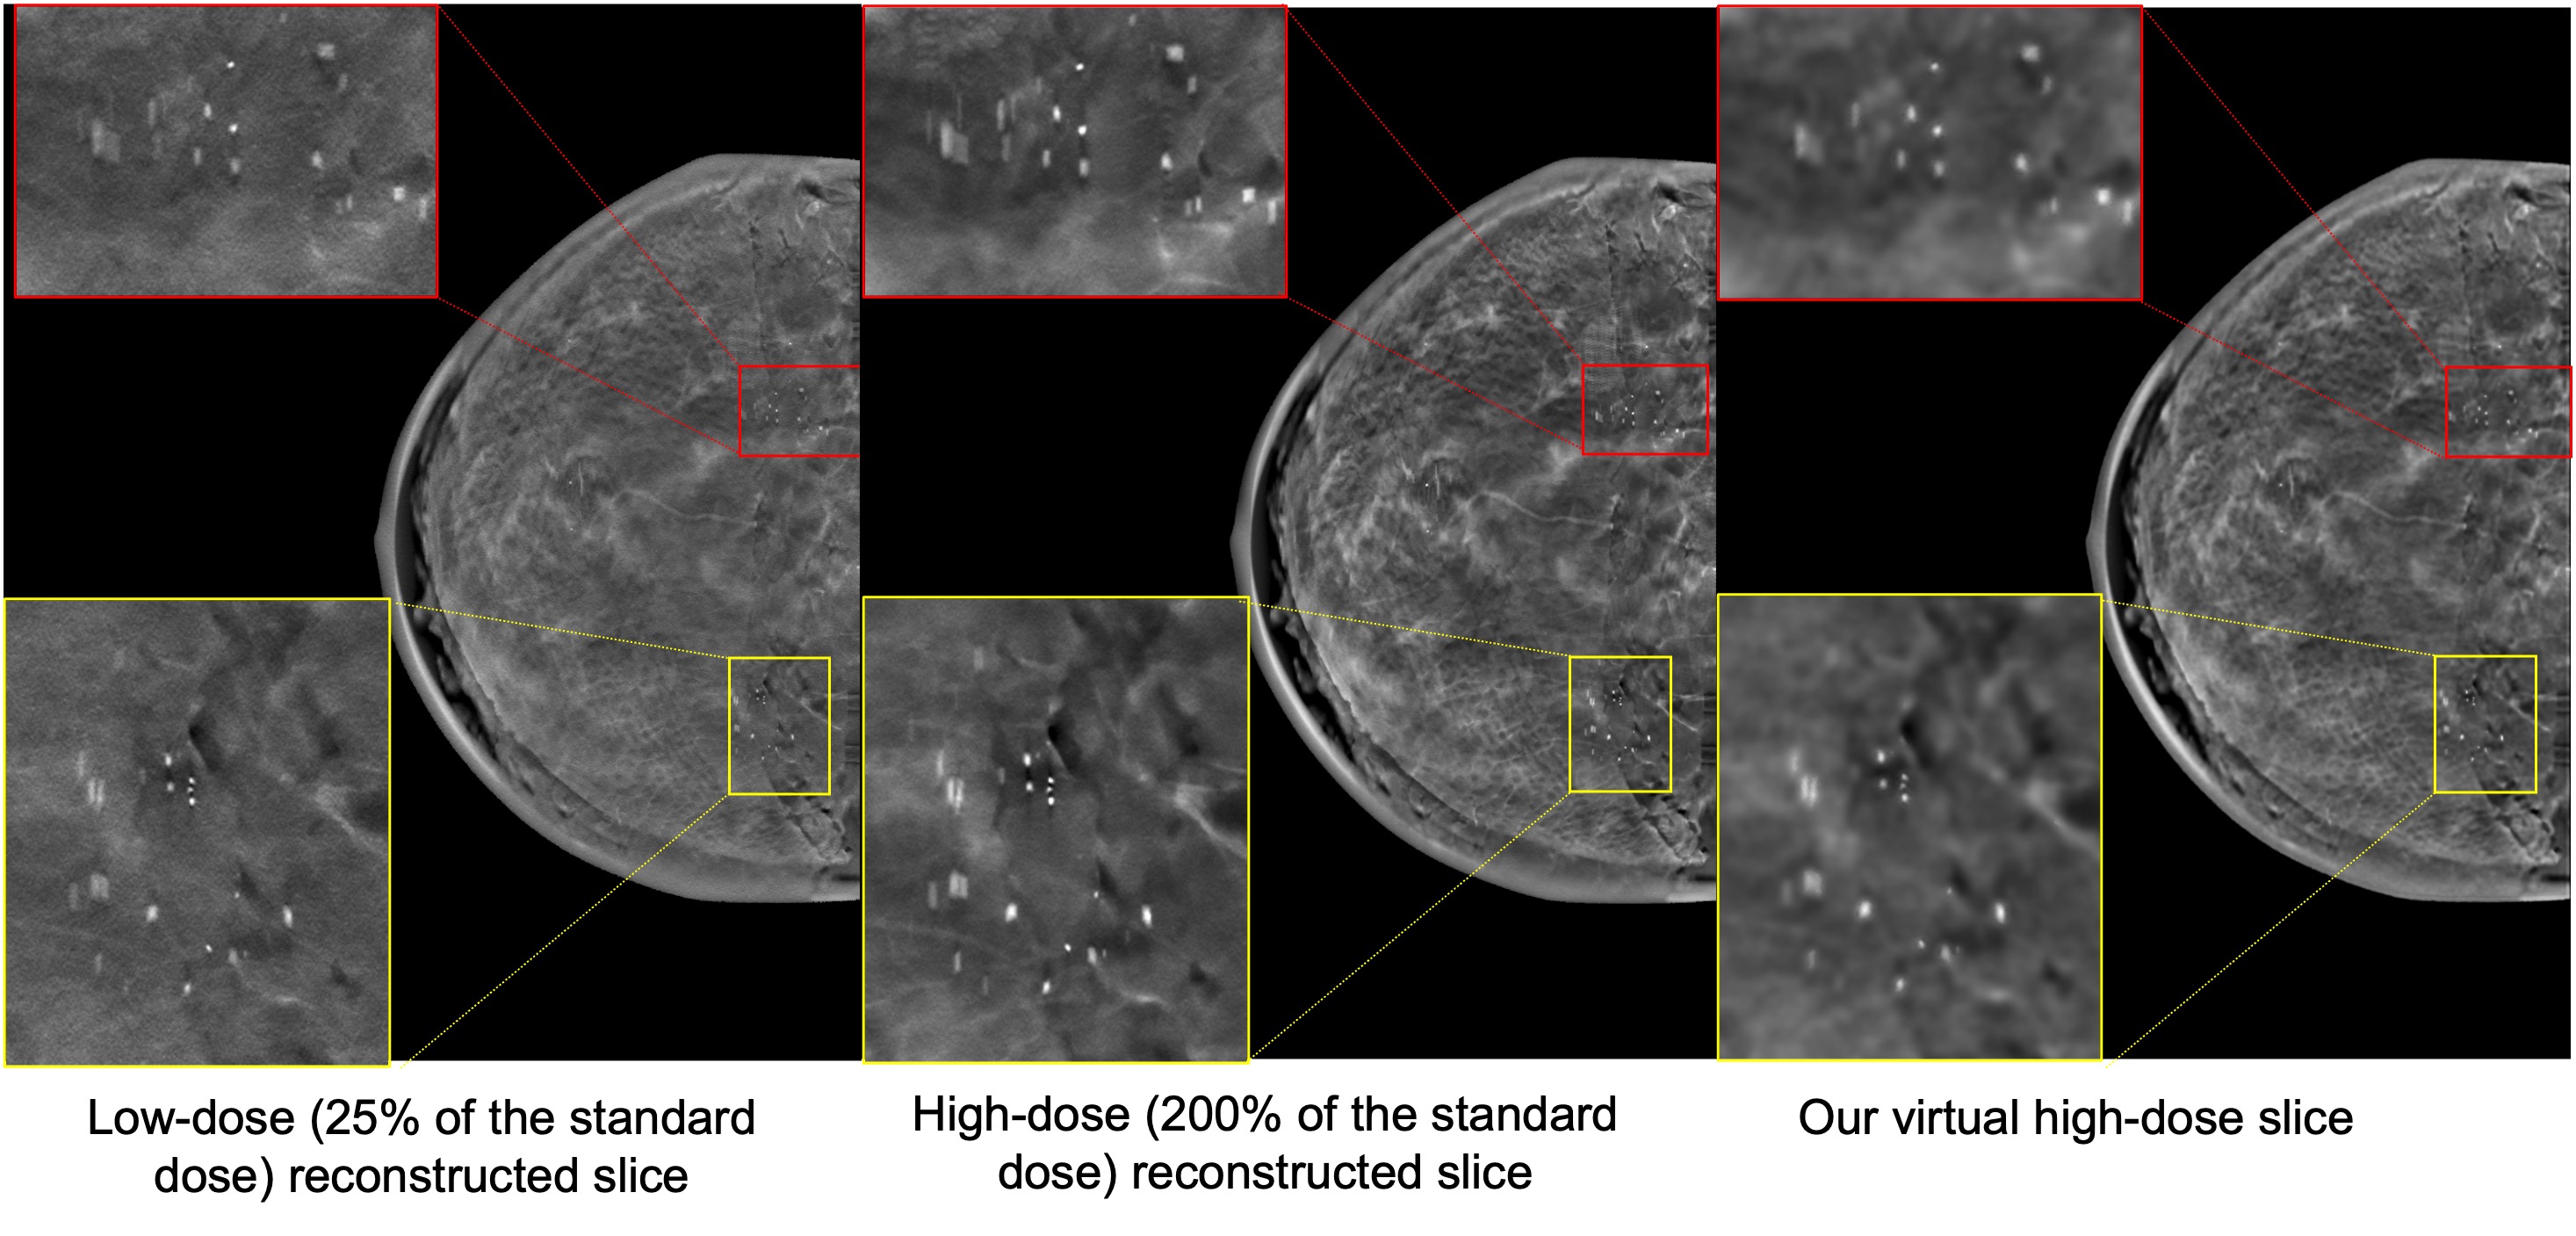 Low-dose (25% of the standard
dose) reconstructed slice
High-dose (200% of the standard
dose) reconstructed slice
Our virtual high-dose slice